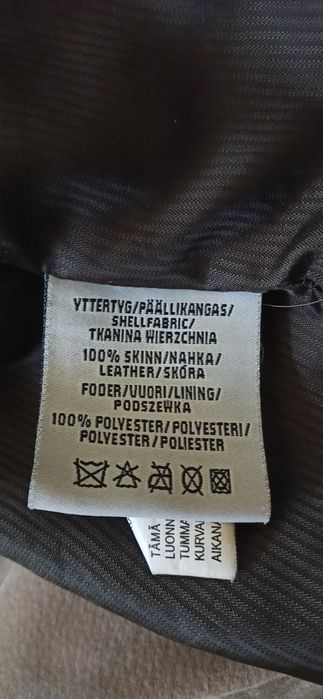 YTTERTYG/PÄÄLLIKANGAS/
SHELLFABRIC/
TKANINA WIERZCHNIA
100% SKINN/NAHKA/
LEATHER/SKÓRA
FODER/VUORI/LINING/
PODSZEWKA
100% POLYESTER/POLYESTERI/
POLYESTER/POLIESTER
TÄMÄ
LUONN
TUMMA
KURVA
AIKANA